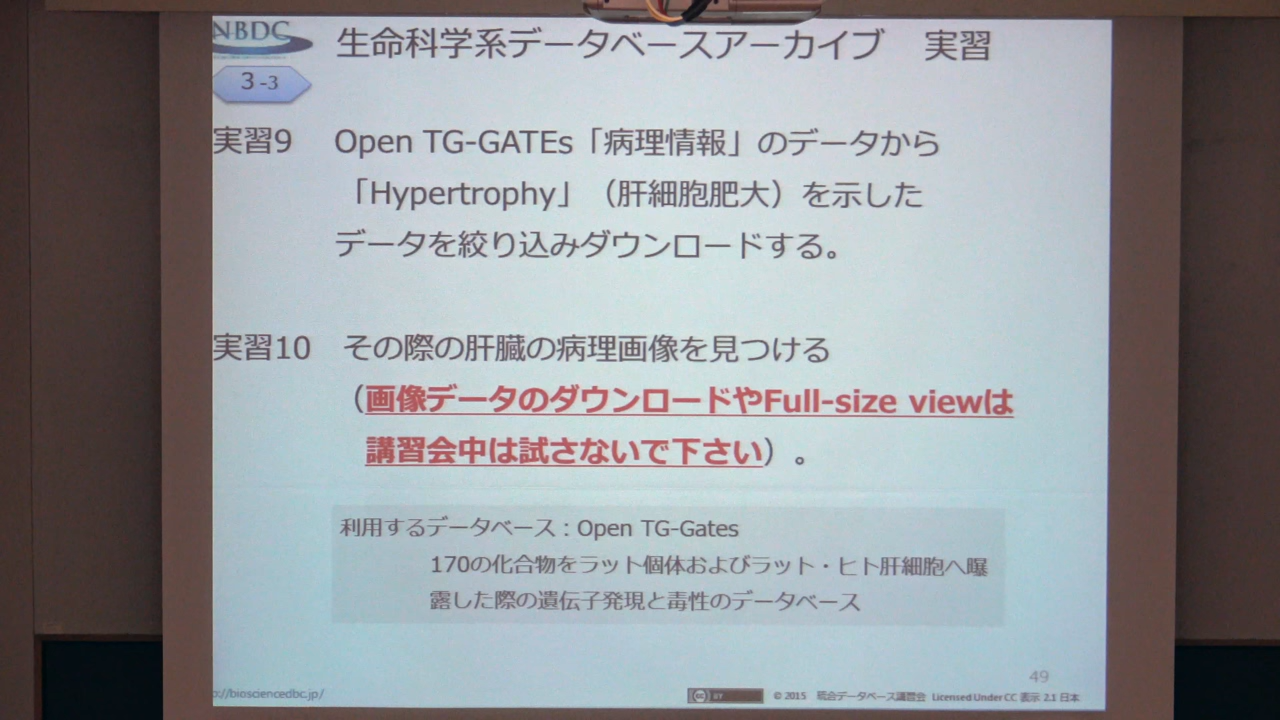 NBDC
生命科学系データベースアーカイブ 実習
3-3
実習9 Open TG-GATEs「病理情報」のデータから
「Hypertrophy」（肝細胞肥大）を示した
データを絞り込みダウンロードする。
実習10 その際の肝臓の病理画像を見つける
（画像データのダウンロードやFull-size viewは
講習会中は試さないで下さい）。
利用するデータベース：Open TG-Gates
170の化合物をラット個体およびラット・ヒト肝細胞へ曝
露した際の遺伝子発現と毒性のデータベース
49
://biosciencedbc.jp/
cc BY © 2015 統合データベース講習会 Licensed Under CC 表示 2.1 日本